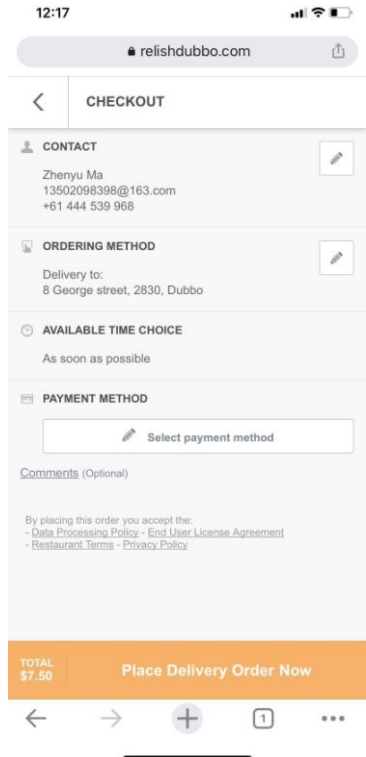 12:17
relishdubbo.com
CHECKOUT
CONTACT
Zhenyu Ma
13502098398@163.com
+61 444 539 968
ORDERING METHOD
Delivery to:
8 George street, 2830, Dubbo
AVAILABLE TIME CHOICE
As soon as possible
PAYMENT METHOD
Select payment method
Comments (Optional)
By placing this order you accept the:
- Data Processing Policy - End User License Agreement
- Restaurant Terms - Privacy Policy
TOTAL
$7.50
Place Delivery Order Now
1